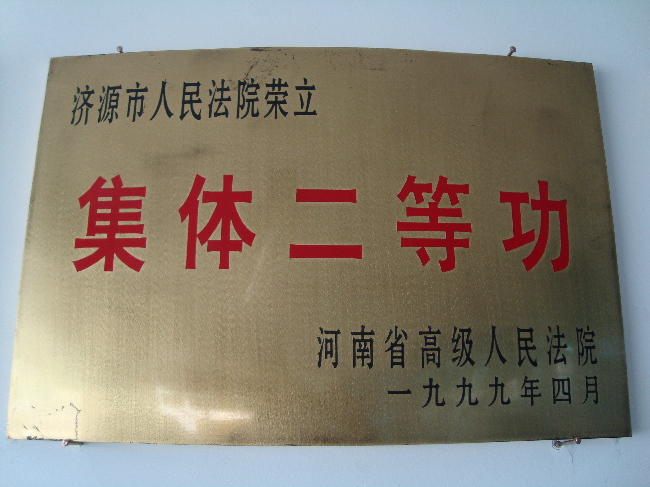 济源市人民法院荣立
集体二等功
河南省高级人民法院
一九九九年四月